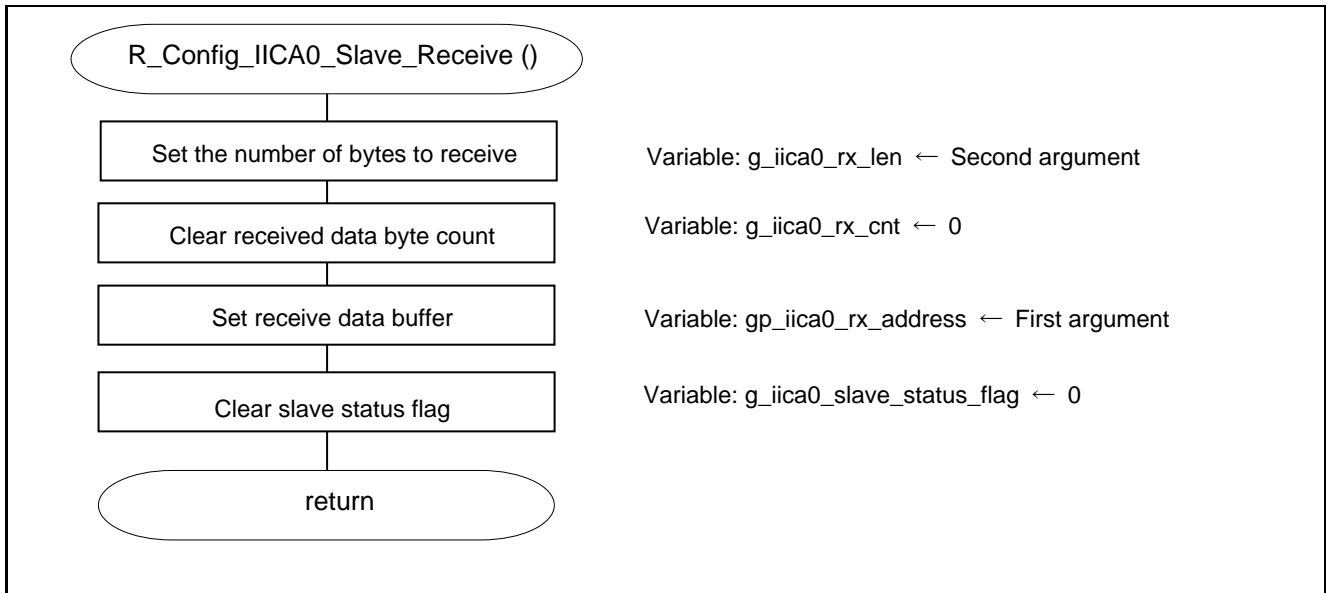 R_Config_IICA0_Slave_Receive ()
Set the number of bytes to receive
Variable: g_iica0_rx_len ← Second argument
Clear received data byte count
Variable: g_iica0_rx_cnt ← 0
Set receive data buffer
Variable: gp_iica0_rx_address ← First argument
Clear slave status flag
Variable: g_iica0_slave_status_flag ← 0
return